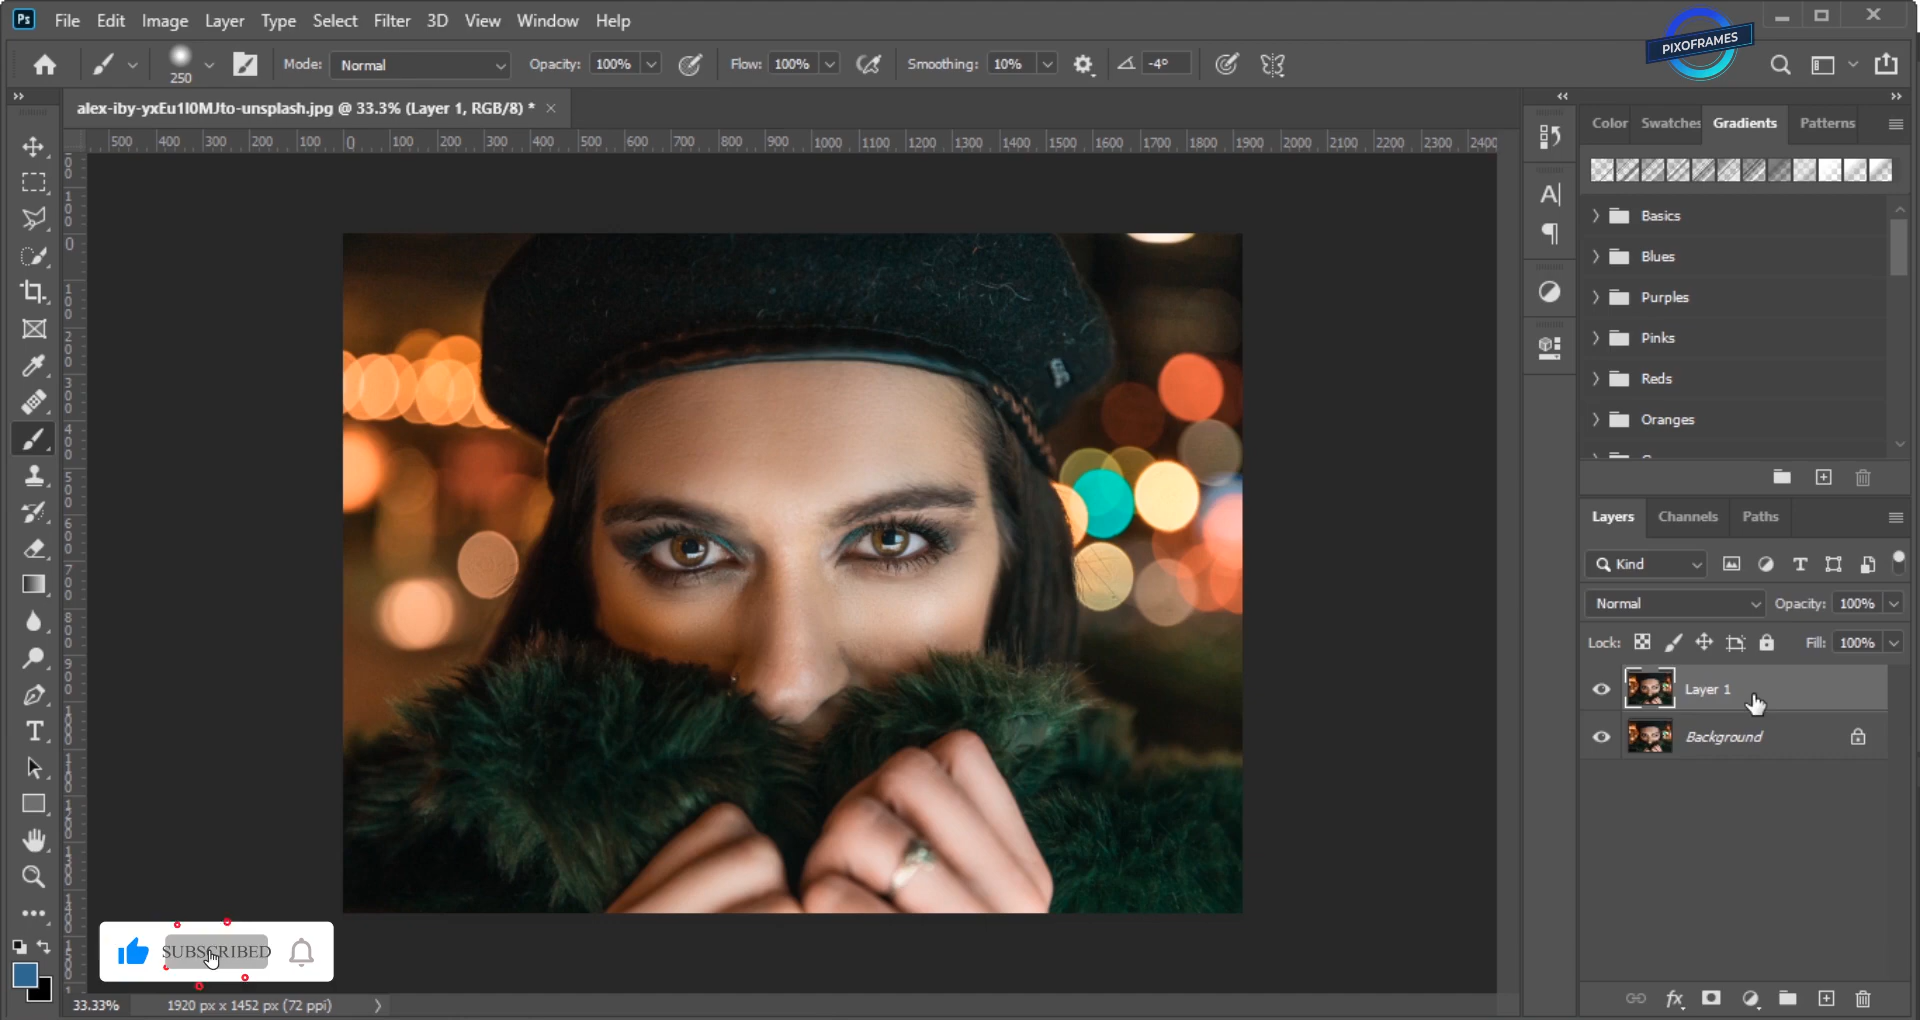 Ps File Edit Image Layer Type Select Filter 3D View Window Help
PIXOFRAMES
250 Mode: Normal Opacity: 100% Flow: 100% Smoothing: 10% -4°
alex-iby-yxEu1I0MJto-unsplash.jpg @ 33.3% (Layer 1, RGB/8) * ×
500 400 300 200 100 0 100 200 300 400 500 600 700 800 900 1000 1100 1200 1300 1400 1500 1600 1700 1800 1900 2000 2100 2200 2300 2400
Color Swatches Gradients Patterns
Basics
Blues
Purples
Pinks
Reds
Oranges
Layers Channels Paths
Kind
Normal Opacity: 100%
Lock: Fill: 100%
Layer 1
Background
SUBSCRIBED
33.33% 1920 px x 1452 px (72 ppi)
fx